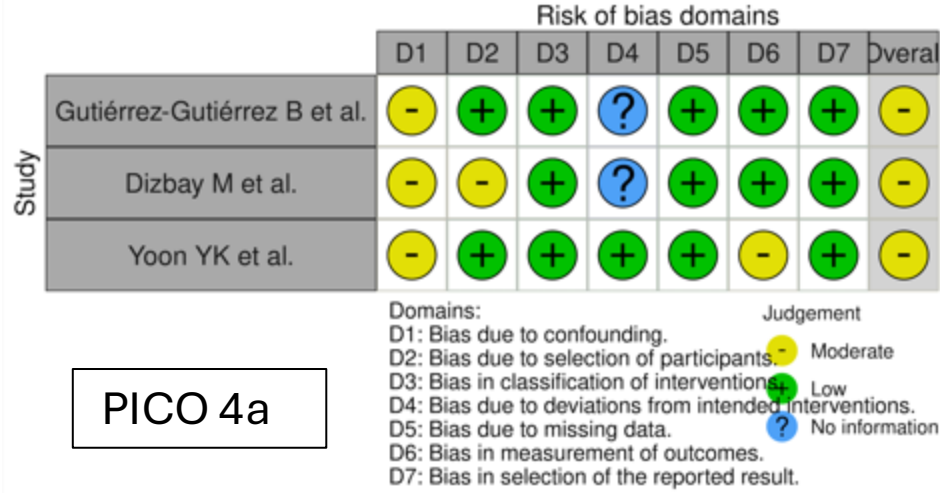 Risk of bias domains
D1 D2 D3 D4 D5 D6 D7 Overal
Study
Gutiérrez-Gutiérrez B et al. - + + ? + + + -
Dizbay M et al. - - + ? + + + -
Yoon YK et al. - + + + + - + -
Domains:
D1: Bias due to confounding.
D2: Bias due to selection of participants.
D3: Bias in classification of interventions.
D4: Bias due to deviations from intended interventions.
D5: Bias due to missing data.
D6: Bias in measurement of outcomes.
D7: Bias in selection of the reported result.
Judgement
- Moderate
+ Low
? No information
PICO 4a